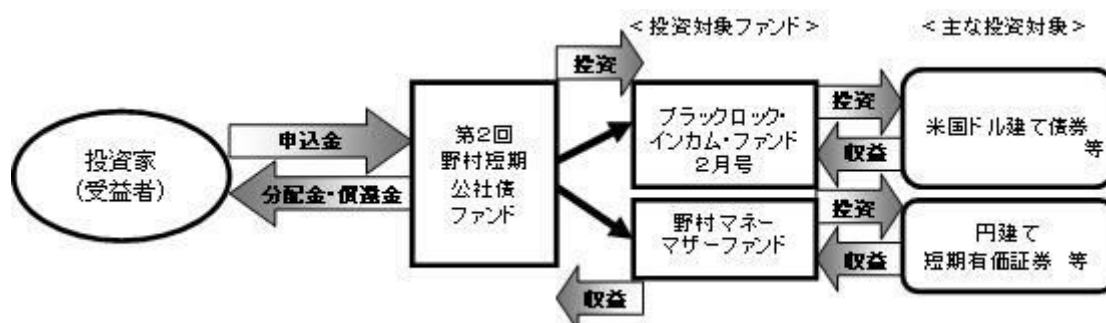 ＜投資対象ファンド＞
＜主な投資対象＞
投資
投資家
(受益者)
申込金
分配金・償還金
第2回
野村短期
公社債
ファンド
ブラックロック・
インカム・ファンド
2月号
投資
収益
米国ドル建て債券
等
野村マネー
マザーファンド
投資
収益
円建て
短期有価証券 等
収益